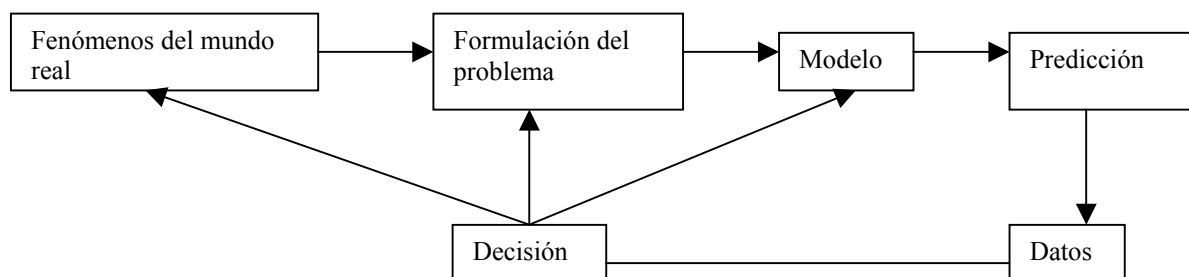 Fenómenos del mundo
real
Formulación del
problema
Modelo
Predicción
Decisión
Datos